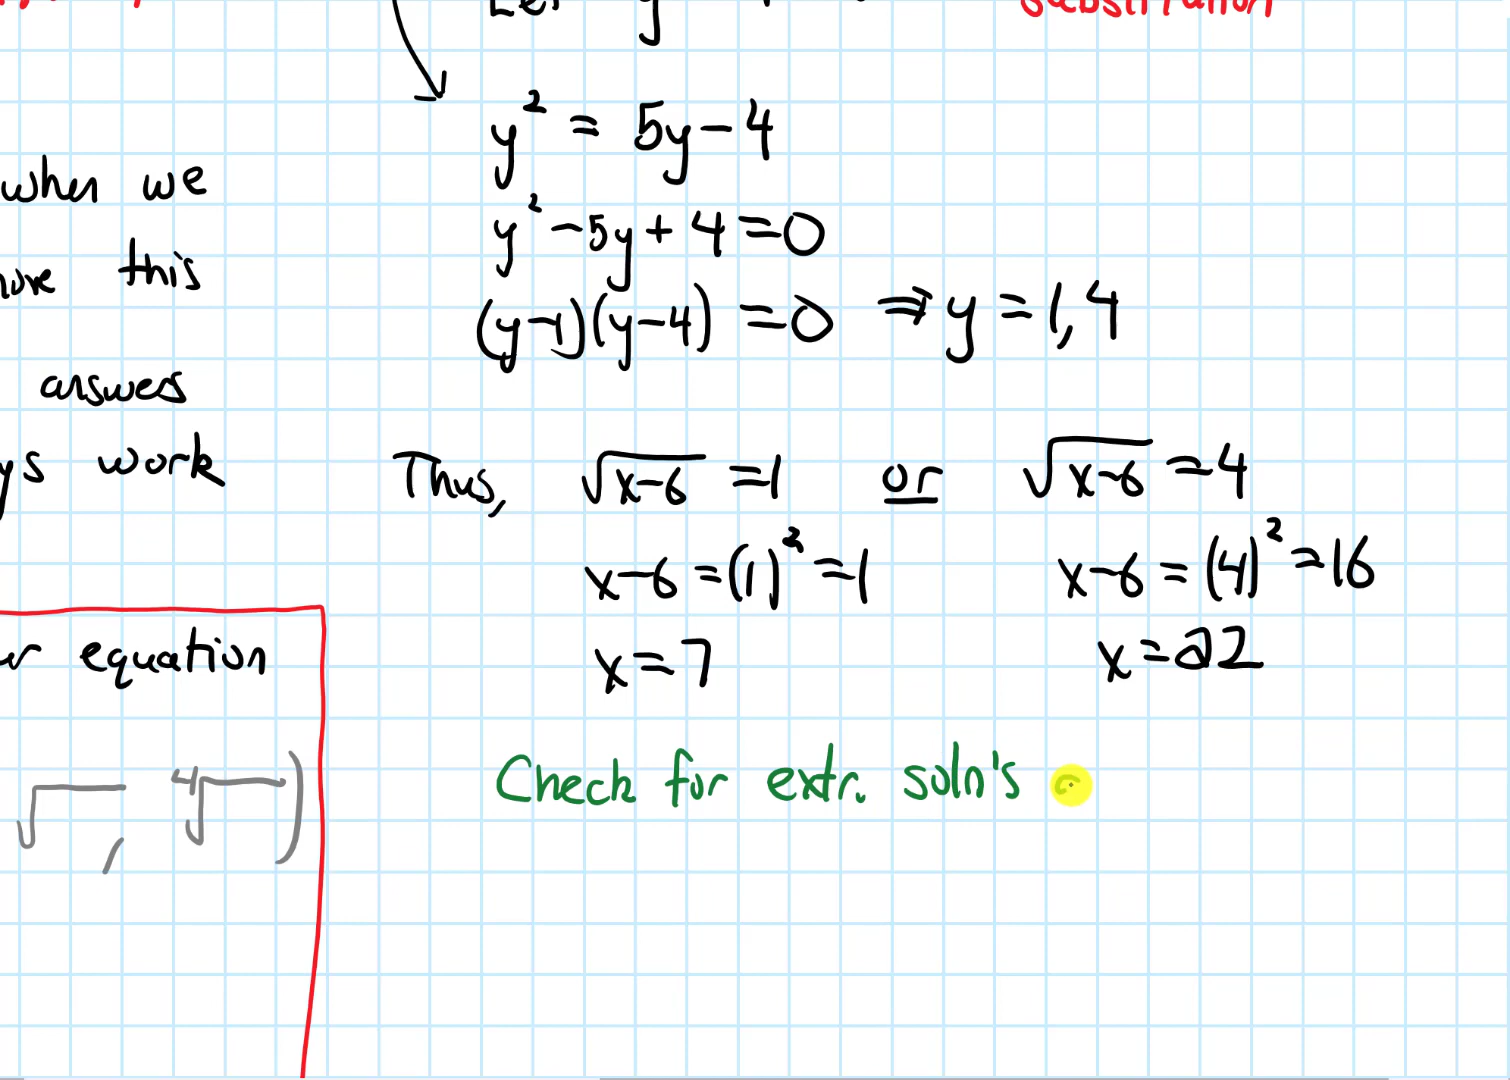 y² = 5y - 4
when we
y² - 5y + 4 = 0
this
(y-1)(y-4) = 0 ⇒ y = 1, 4
answers
work
Thus, √(x-6) = 1 or √(x-6) = 4
x-6 = (1)² = 1
x-6 = (4)² = 16
equation
x = 7
x = 22
√ , ∜ )
Check for extr. soln's